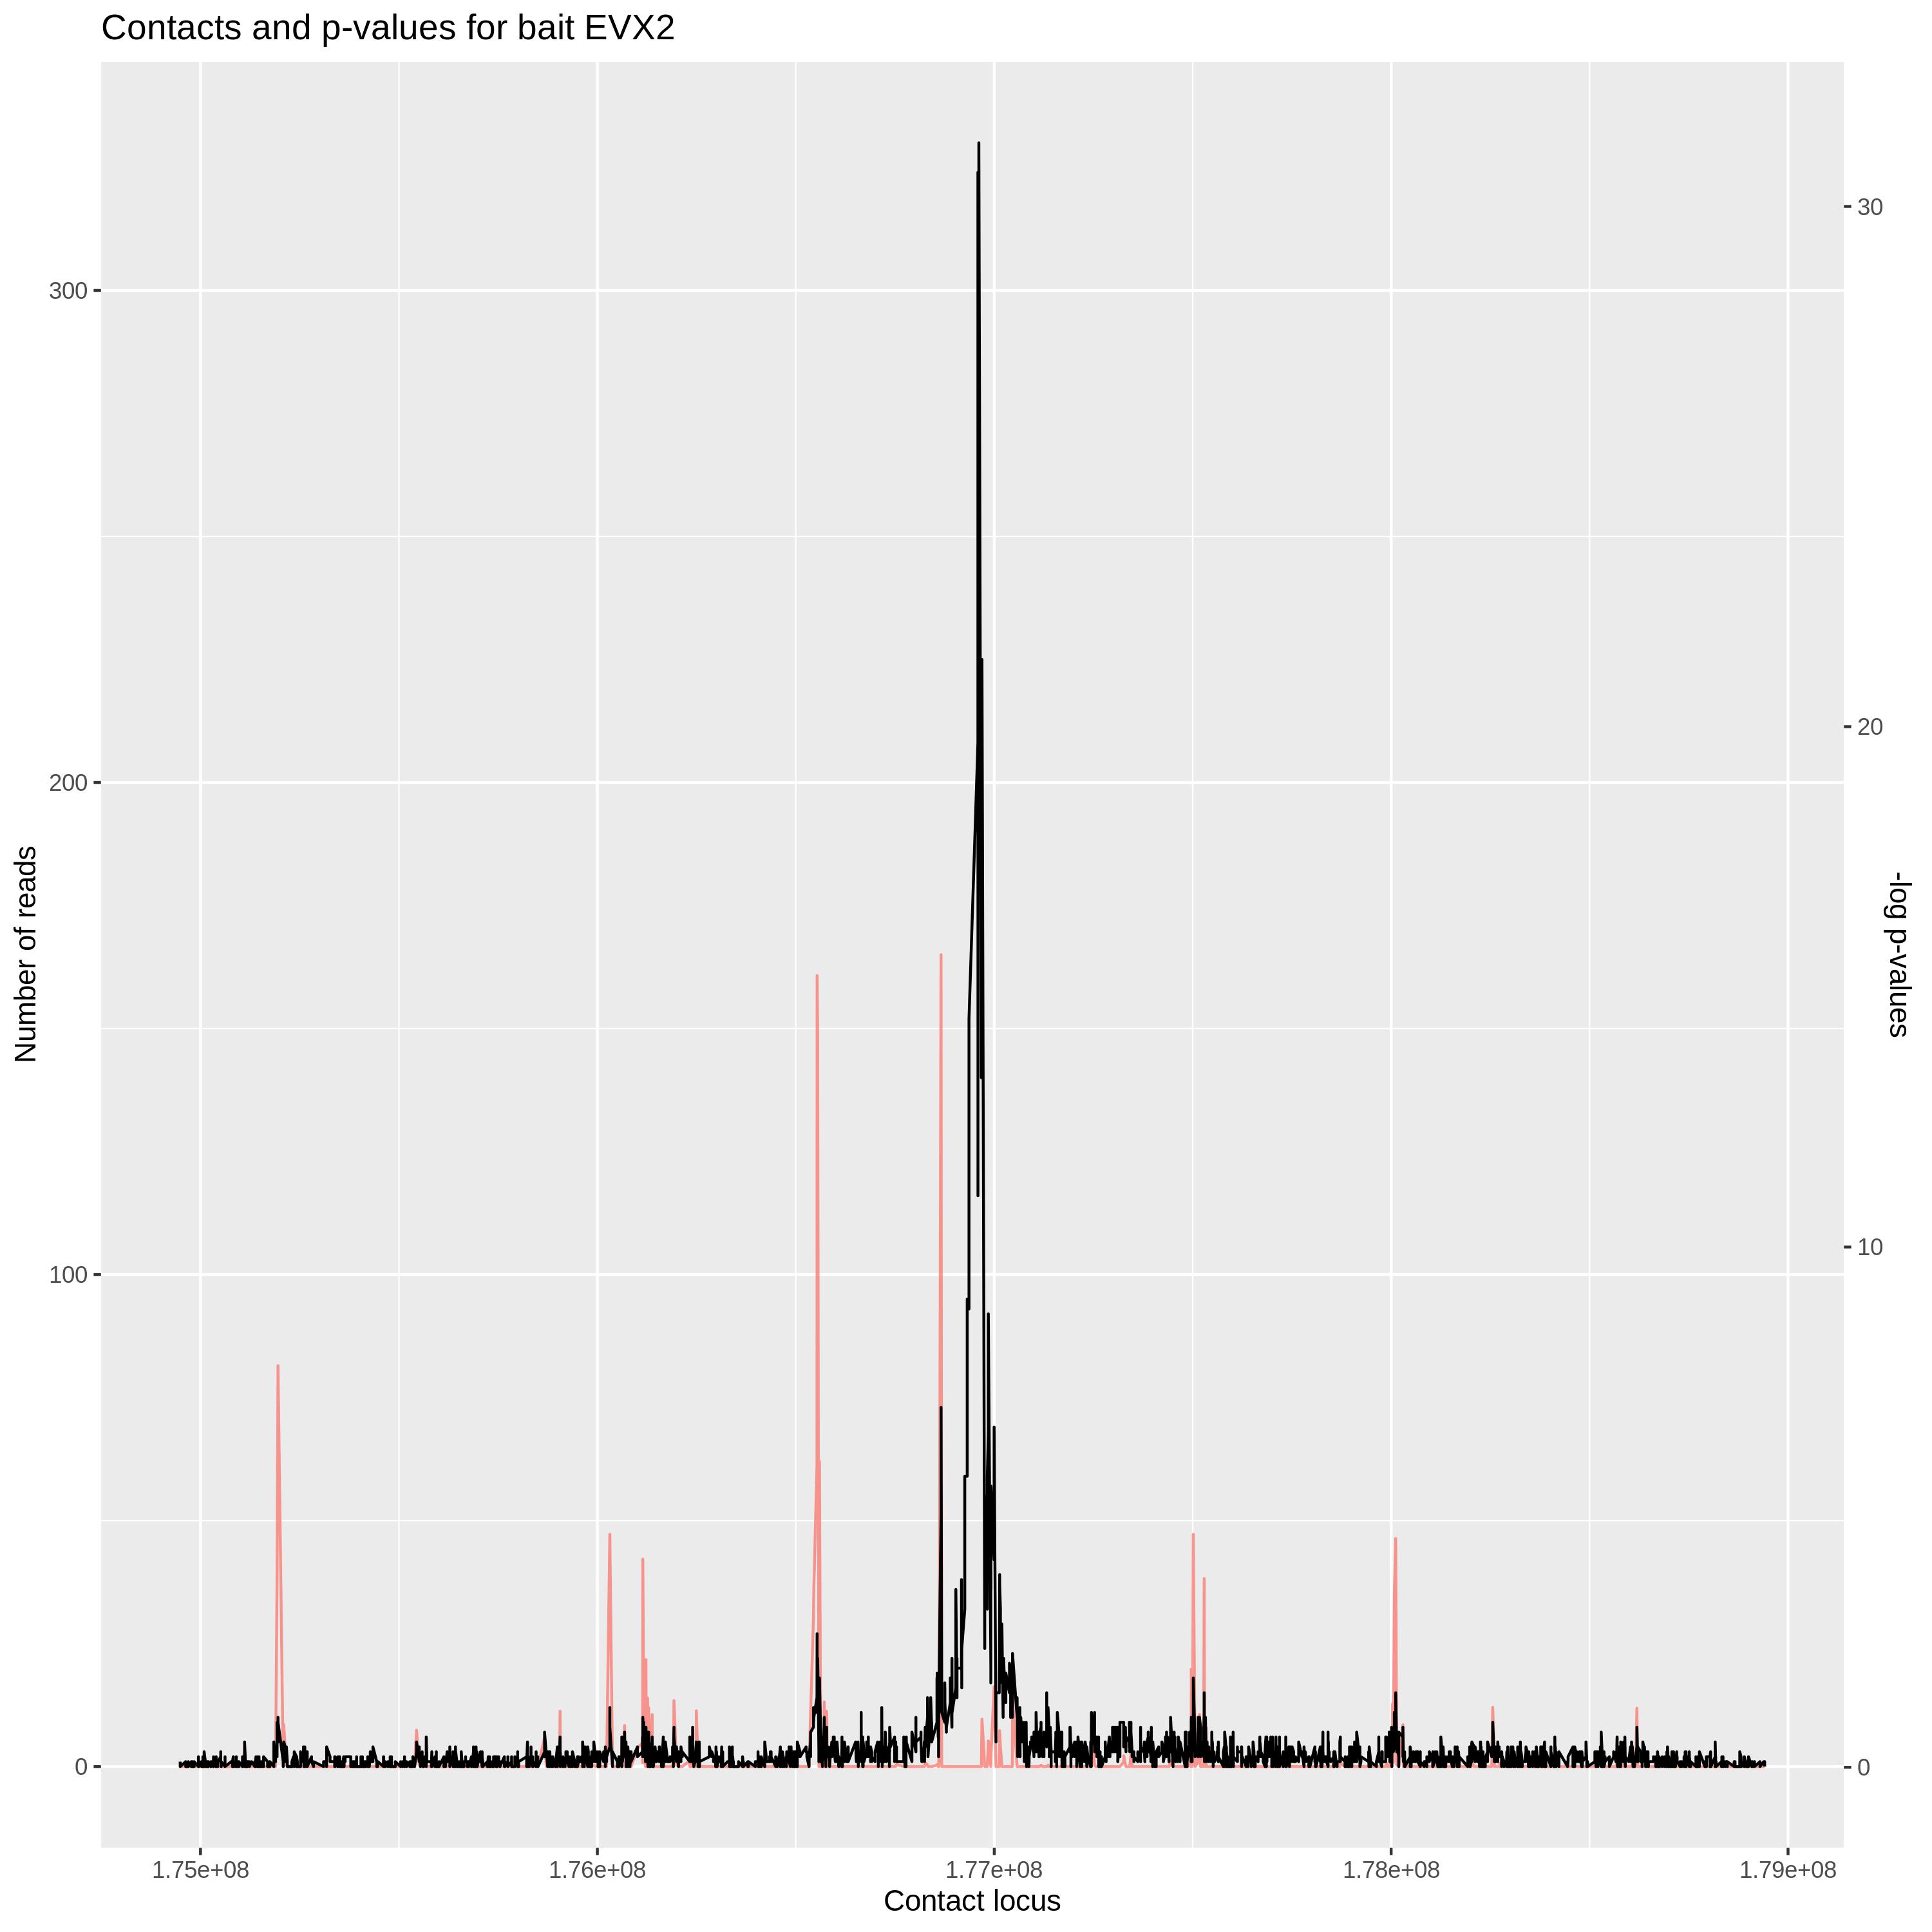 Contacts and p-values for bait EVX2
Number of reads
300
200
100
0
30
20
10
0
-log p-values
1.75e+08
1.76e+08
1.77e+08
1.78e+08
1.79e+08
Contact locus